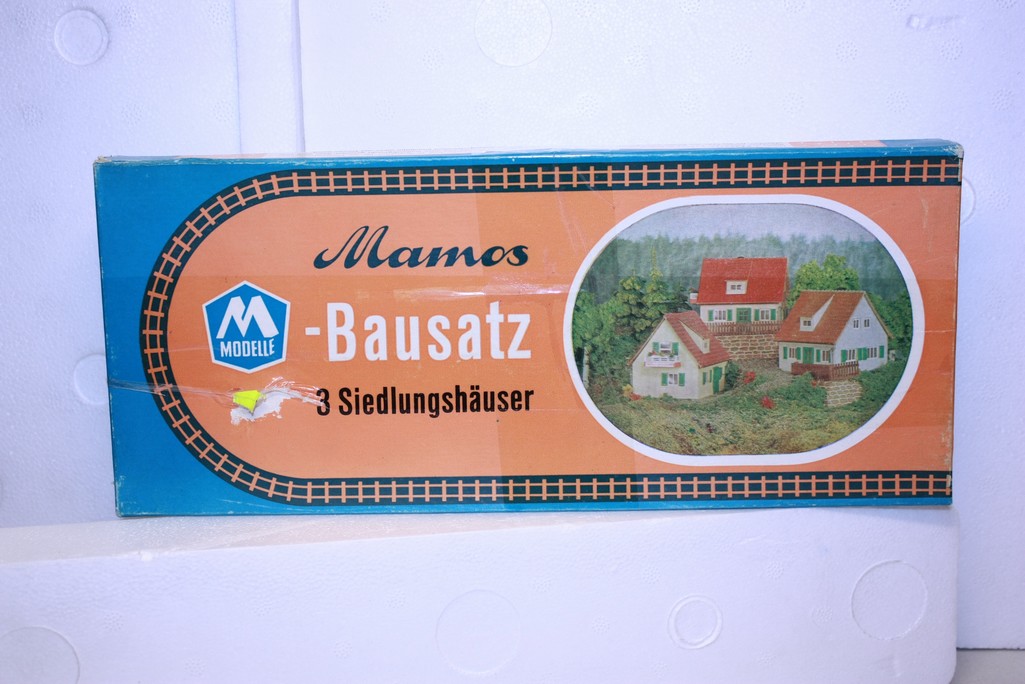 Mamos
M
MODELLE
-Bausatz
3 Siedlungshäuser